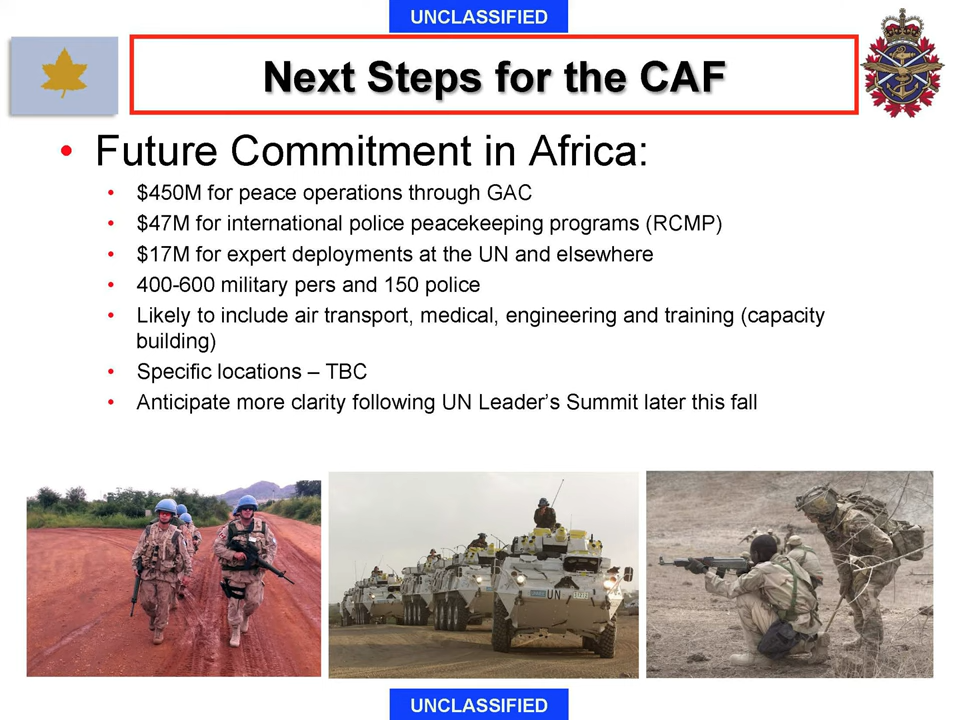 UNCLASSIFIED
Next Steps for the CAF
• Future Commitment in Africa:
• $450M for peace operations through GAC
• $47M for international police peacekeeping programs (RCMP)
• $17M for expert deployments at the UN and elsewhere
• 400-600 military pers and 150 police
• Likely to include air transport, medical, engineering and training (capacity
building)
• Specific locations – TBC
• Anticipate more clarity following UN Leader’s Summit later this fall
UN
UNCLASSIFIED